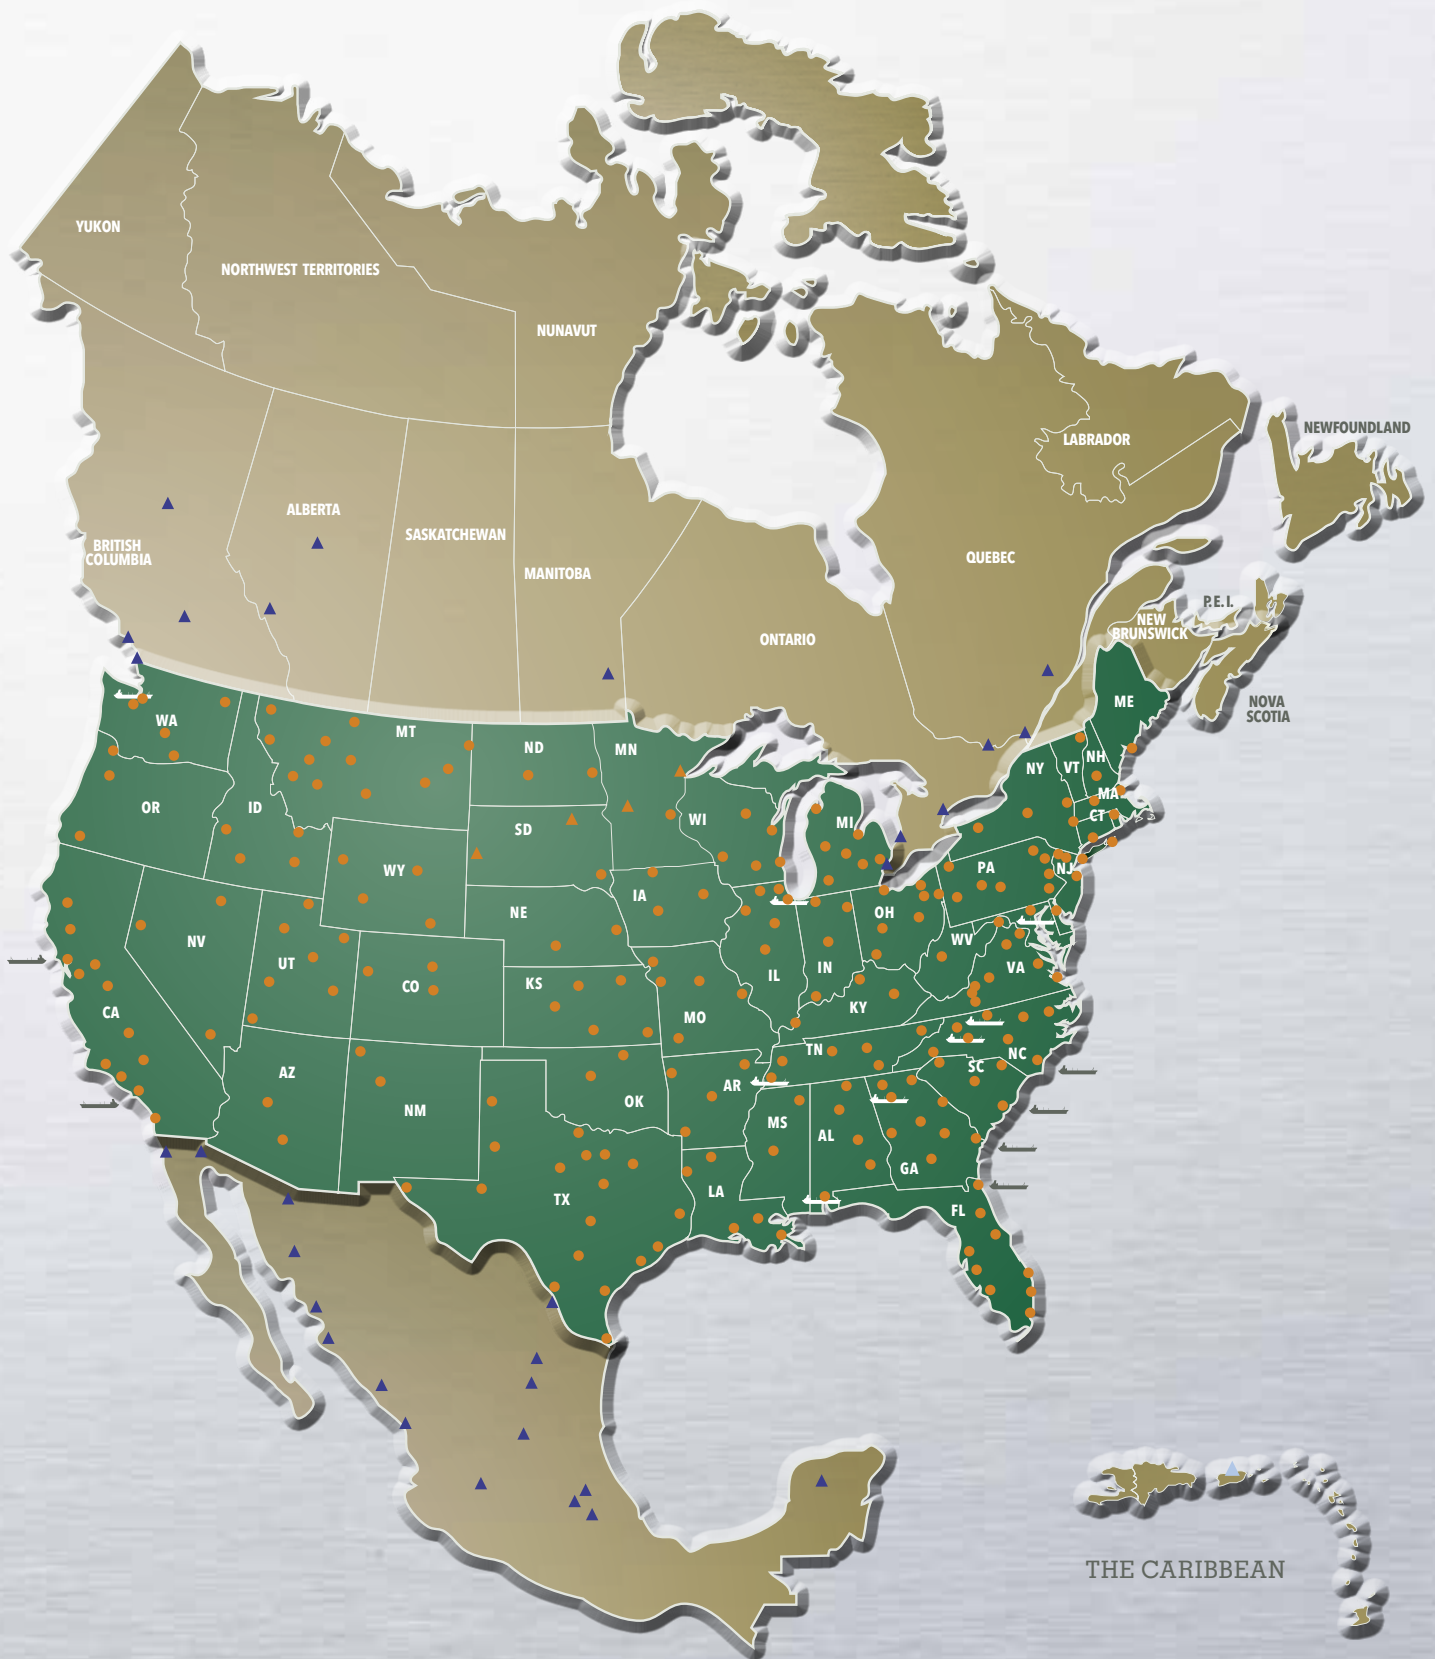 YUKON
NORTHWEST TERRITORIES
NUNAVUT
NEWFOUNDLAND
LABRADOR
ALBERTA
SASKATCHEWAN
BRITISH
COLUMBIA
QUEBEC
MANITOBA
P.E.I.
NEW
BRUNSWICK
ONTARIO
NOVA
SCOTIA
ME
WA
MT
ND
MN
NH
NY
VT
MA
OR
ID
CT
WI
MI
SD
PA
NJ
WY
IA
NE
OH
NV
WV
UT
VA
IN
IL
KS
CO
CA
KY
MO
TN
NC
SC
AZ
AR
OK
NM
MS
AL
GA
LA
TX
FL
THE CARIBBEAN